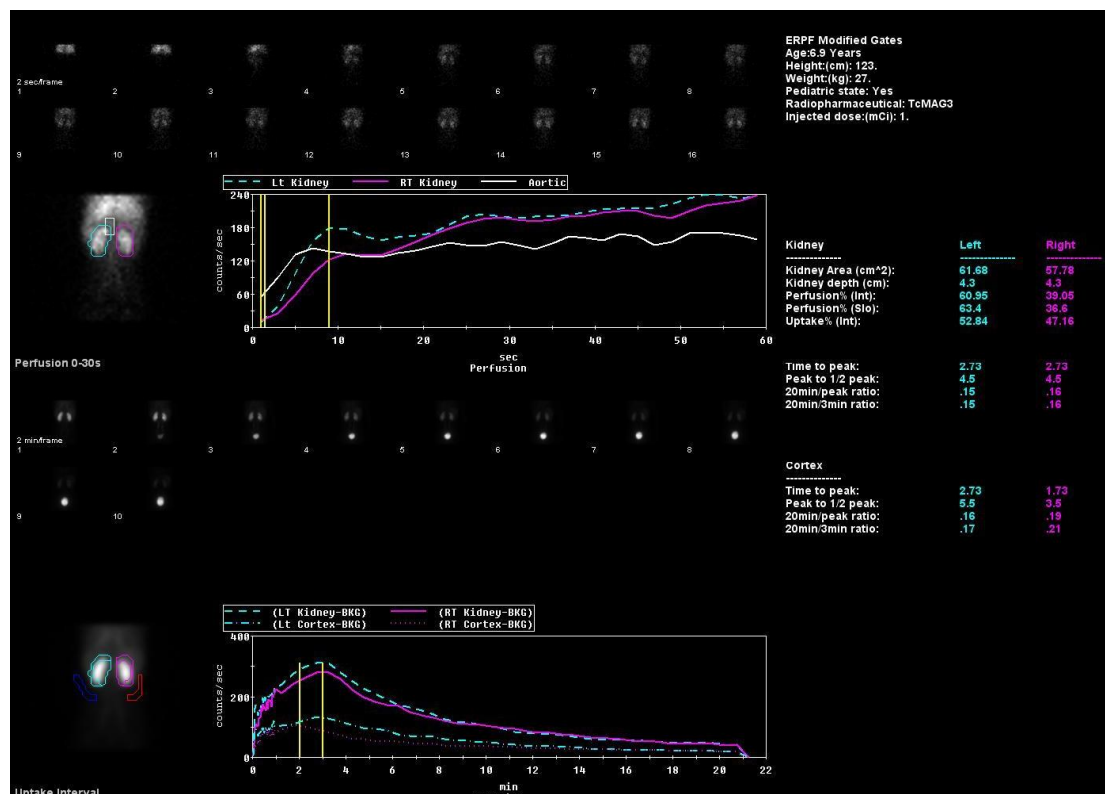 ERPF Modified Gates
Age:6.9 Years
Height:(cm): 123.
Weight:(kg): 27.
Pediatric state: Yes
Radiopharmaceutical: TcMAG3
Injected dose:(mCi): 1.
2 sec/frame
1 2 3 4 5 6 7 8
9 10 11 12 13 14 15 16
Lt Kidney RT Kidney Aortic
240
180
120
60
0
counts/sec
0 10 20 30 40 50 60
sec
Perfusion
Perfusion 0-30s
Kidney Left Right
-------------- -------------- --------------
Kidney Area (cm^2): 61.68 57.78
Kidney depth (cm): 4.3 4.3
Perfusion% (Int): 60.95 39.05
Perfusion% (Slo): 63.4 36.6
Uptake% (Int): 52.84 47.16
Time to peak: 2.73 2.73
Peak to 1/2 peak: 4.5 4.5
20min/peak ratio: .15 .16
20min/3min ratio: .15 .16
2 min/frame
1 2 3 4 5 6 7 8
9 10
Cortex
-------------
Time to peak: 2.73 1.73
Peak to 1/2 peak: 5.5 3.5
20min/peak ratio: .16 .19
20min/3min ratio: .17 .21
(LT Kidney-BKG) (RT Kidney-BKG)
(Lt Cortex-BKG) (RT Cortex-BKG)
400
200
0
counts/sec
0 2 4 6 8 10 12 14 16 18 20 22
min
Uptake Interval